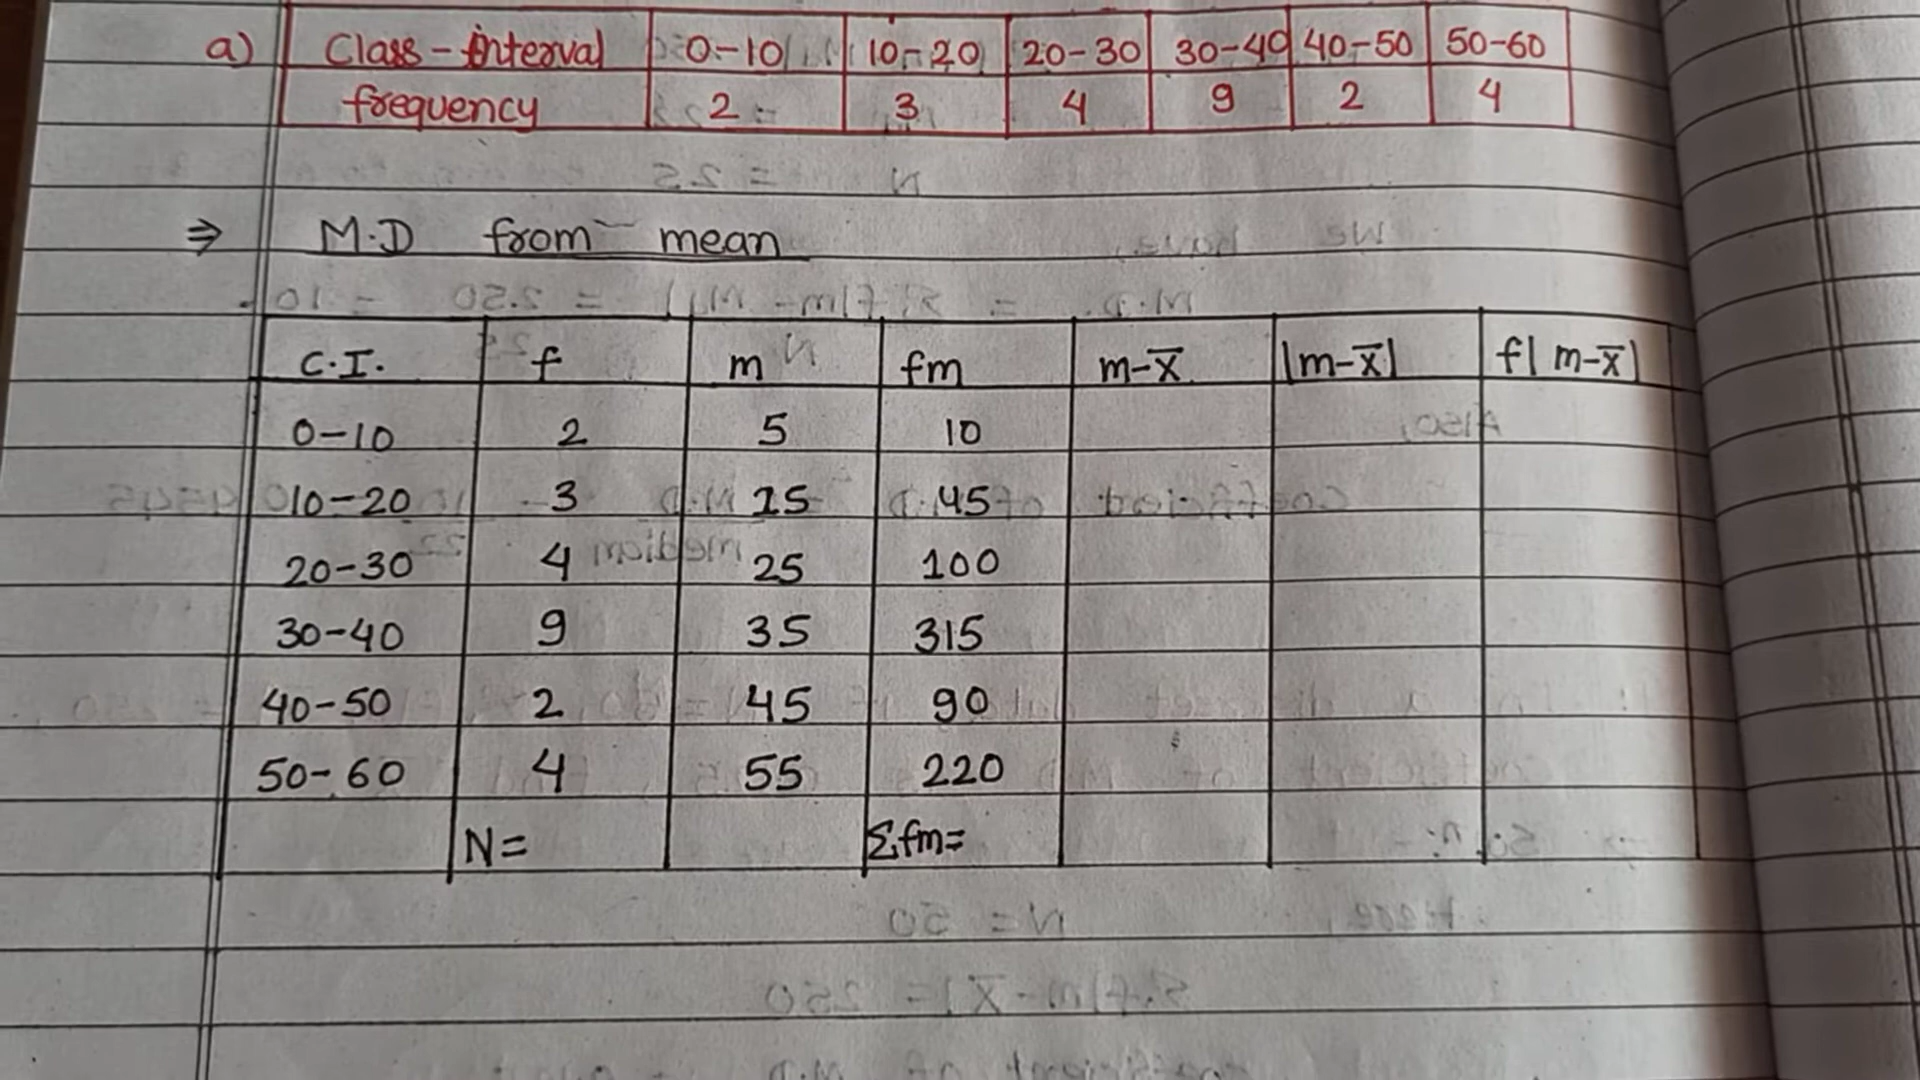 a) Class-interval 0-10 10-20 20-30 30-40 40-50 50-60
frequency 2 3 4 9 2 4
⇒ M.D from mean
C.I. f m fm m-x̅ |m-x̅| f|m-x̅|
0-10 2 5 10
10-20 3 15 45
20-30 4 25 100
30-40 9 35 315
40-50 2 45 90
50-60 4 55 220
N= Σfm=